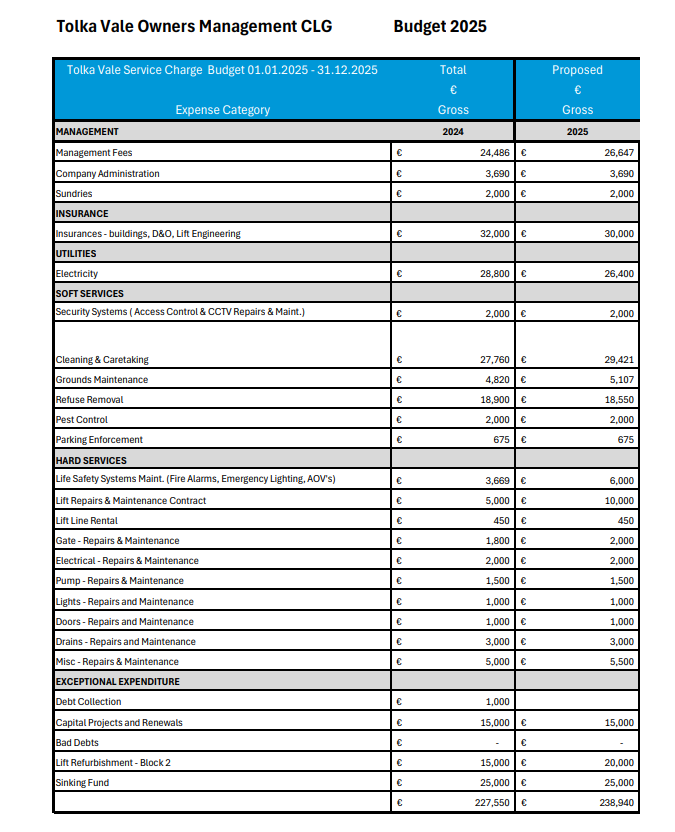 Tolka Vale Owners Management CLG Budget 2025
Tolka Vale Service Charge Budget 01.01.2025 - 31.12.2025 Total Proposed
€ €
Expense Category Gross Gross
MANAGEMENT 2024 2025
Management Fees € 24,486 € 26,647
Company Administration € 3,690 € 3,690
Sundries € 2,000 € 2,000
INSURANCE
Insurances - buildings, D&O, Lift Engineering € 32,000 € 30,000
UTILITIES
Electricity € 28,800 € 26,400
SOFT SERVICES
Security Systems ( Access Control & CCTV Repairs & Maint.) € 2,000 € 2,000
Cleaning & Caretaking € 27,760 € 29,421
Grounds Maintenance € 4,820 € 5,107
Refuse Removal € 18,900 € 18,550
Pest Control € 2,000 € 2,000
Parking Enforcement € 675 € 675
HARD SERVICES
Life Safety Systems Maint. (Fire Alarms, Emergency Lighting, AOV's) € 3,669 € 6,000
Lift Repairs & Maintenance Contract € 5,000 € 10,000
Lift Line Rental € 450 € 450
Gate - Repairs & Maintenance € 1,800 € 2,000
Electrical - Repairs & Maintenance € 2,000 € 2,000
Pump - Repairs & Maintenance € 1,500 € 1,500
Lights - Repairs and Maintenance € 1,000 € 1,000
Doors - Repairs and Maintenance € 1,000 € 1,000
Drains - Repairs and Maintenance € 3,000 € 3,000
Misc - Repairs & Maintenance € 5,000 € 5,500
EXCEPTIONAL EXPENDITURE
Debt Collection € 1,000
Capital Projects and Renewals € 15,000 € 15,000
Bad Debts € - € -
Lift Refurbishment - Block 2 € 15,000 € 20,000
Sinking Fund € 25,000 € 25,000
€ 227,550 € 238,940